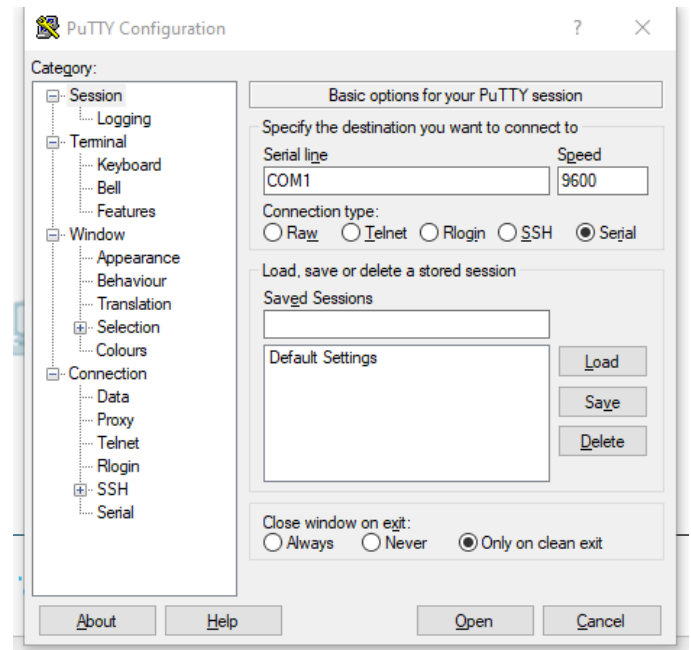 PuTTY Configuration ? ×
Category:
Session
Logging
Terminal
Keyboard
Bell
Features
Window
Appearance
Behaviour
Translation
Selection
Colours
Connection
Data
Proxy
Telnet
Rlogin
SSH
Serial
Basic options for your PuTTY session
Specify the destination you want to connect to
Serial line Speed
COM1 9600
Connection type:
Raw Telnet Rlogin SSH Serial
Load, save or delete a stored session
Saved Sessions
Default Settings
Load
Save
Delete
Close window on exit:
Always Never Only on clean exit
About Help Open Cancel